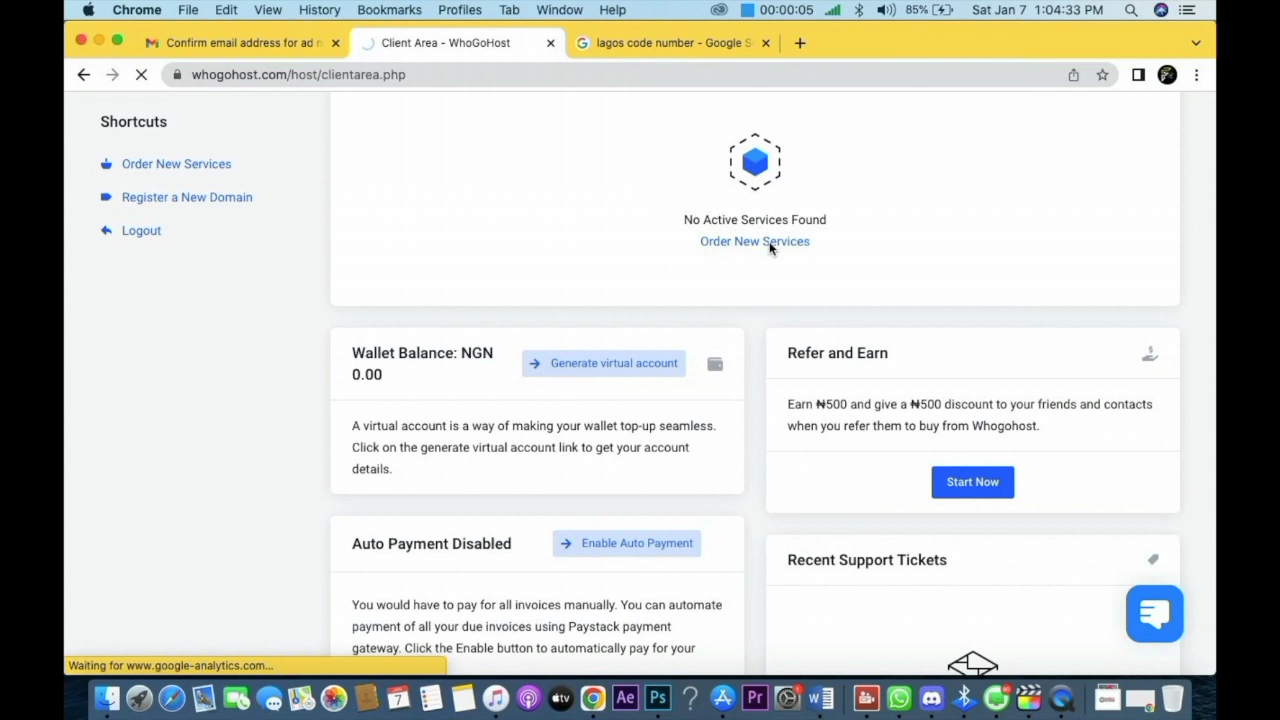 Chrome File Edit View History Bookmarks Profiles Tab Window Help 00:00:05 85% Sat Jan 7 1:04:33 PM
Confirm email address for ad Client Area - WhoGoHost lagos code number - Google S
whogohost.com/host/clientarea.php
Shortcuts
Order New Services
Register a New Domain
Logout
No Active Services Found
Order New Services
Wallet Balance: NGN
0.00
Generate virtual account
A virtual account is a way of making your wallet top-up seamless.
Click on the generate virtual account link to get your account
details.
Refer and Earn
Earn ₦500 and give a ₦500 discount to your friends and contacts
when you refer them to buy from Whogohost.
Start Now
Auto Payment Disabled
Enable Auto Payment
You would have to pay for all invoices manually. You can automate
payment of all your due invoices using Paystack payment
gateway. Click the Enable button to automatically pay for your
Recent Support Tickets
Waiting for www.google-analytics.com...
7
tv
Ae
Ps
Pr
W